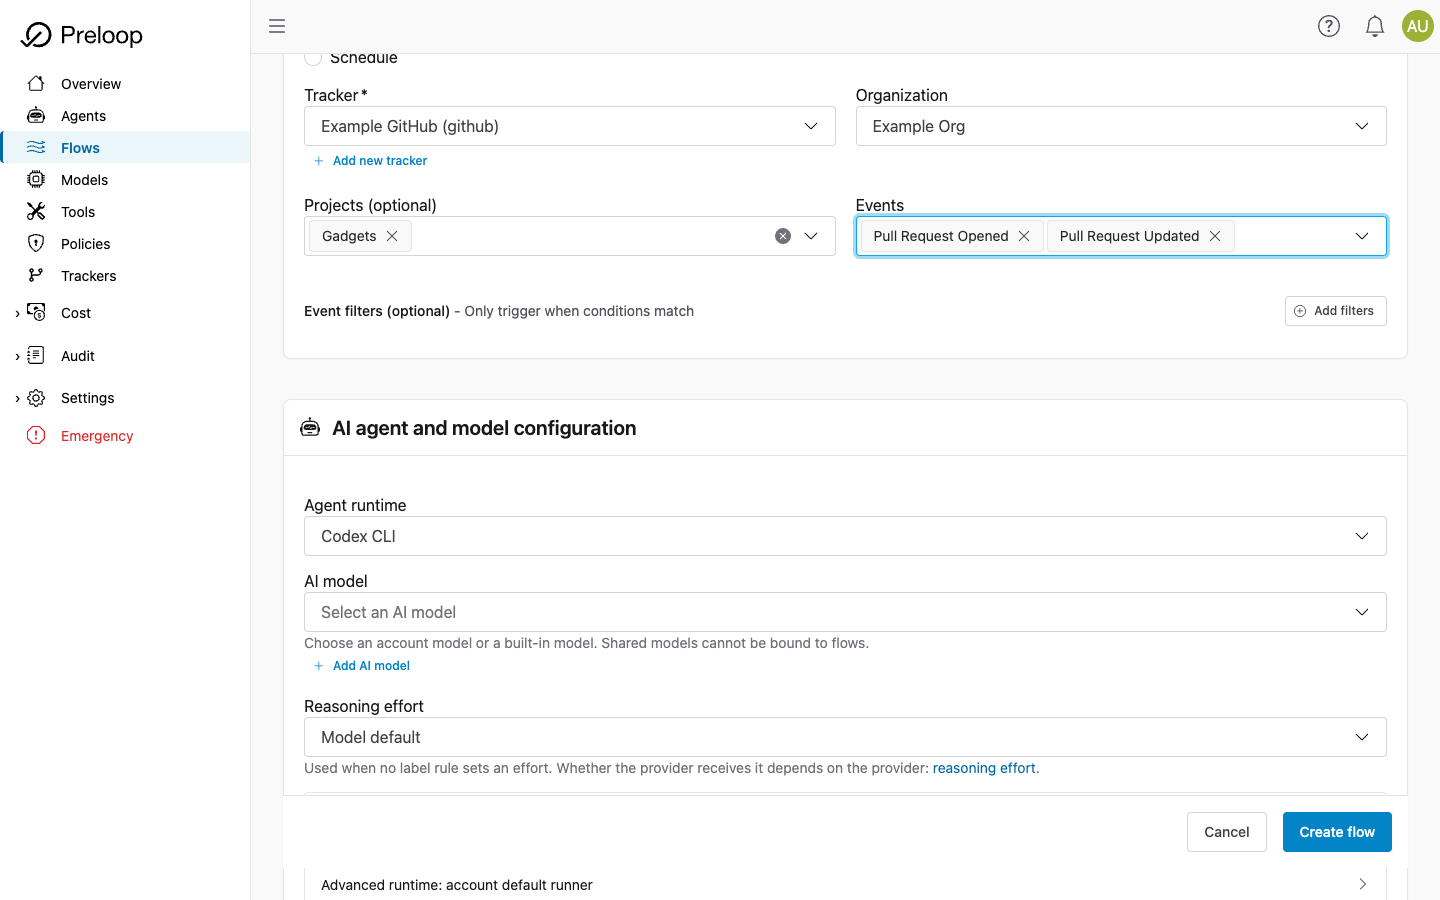 Preloop
AU
Overview
Agents
Flows
Models
Tools
Policies
Trackers
Cost
Audit
Settings
Emergency
Schedule
Tracker *
Organization
Example GitHub (github)
Example Org
Add new tracker
Projects (optional)
Events
Gadgets
Pull Request Opened
Pull Request Updated
Event filters (optional) - Only trigger when conditions match
Add filters
AI agent and model configuration
Agent runtime
Codex CLI
AI model
Select an AI model
Choose an account model or a built-in model. Shared models cannot be bound to flows.
Add AI model
Reasoning effort
Model default
Used when no label rule sets an effort. Whether the provider receives it depends on the provider: reasoning effort.
Cancel
Create flow
Advanced runtime: account default runner